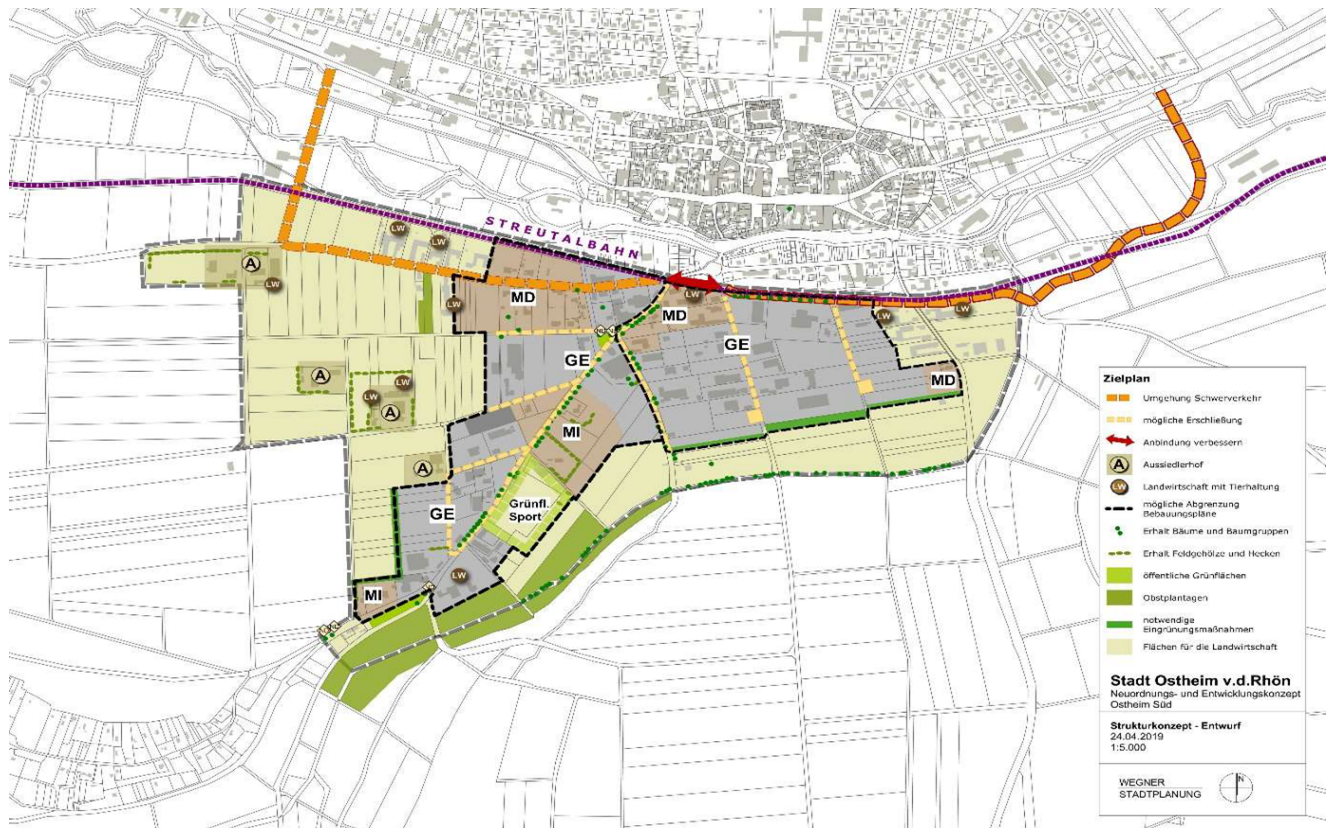 STREUTALBAHN
LW
LW
A
LW
LW
MD
LW
MD
LW
LW
GE
GE
A
LW
LW
A
MD
MI
A
Grünfl.
Sport
GE
LW
MI
Zielplan
Umgehung Schwerverkehr
mögliche Erschließung
Anbindung verbessern
A
Aussiedlerhof
LW
Landwirtschaft mit Tierhaltung
mögliche Abgrenzung
Bebauungspläne
Erhalt Bäume und Baumgruppen
Erhalt Feldgehölze und Hecken
öffentliche Grünflächen
Obstplantagen
notwendige
Eingrünungsmaßnahmen
Flächen für die Landwirtschaft
Stadt Ostheim v.d.Rhön
Neuordnungs- und Entwicklungskonzept
Ostheim Süd
Strukturkonzept - Entwurf
24.04.2019
1:5.000
WEGNER
STADTPLANUNG
N